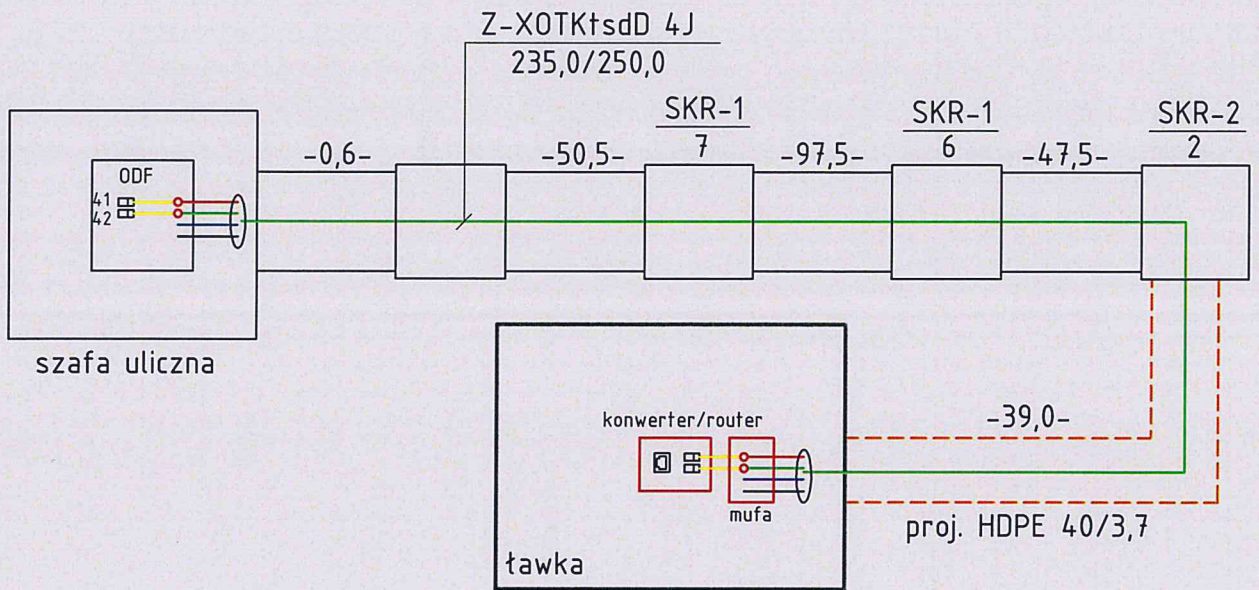 Z-XOTKtsdD 4J
235,0/250,0
SKR-1
7
SKR-1
6
SKR-2
2
-0,6-
-50,5-
-97,5-
-47,5-
ODF
41
42
szafa uliczna
-39,0-
konwerter/router
mufa
proj. HDPE 40/3,7
ławka